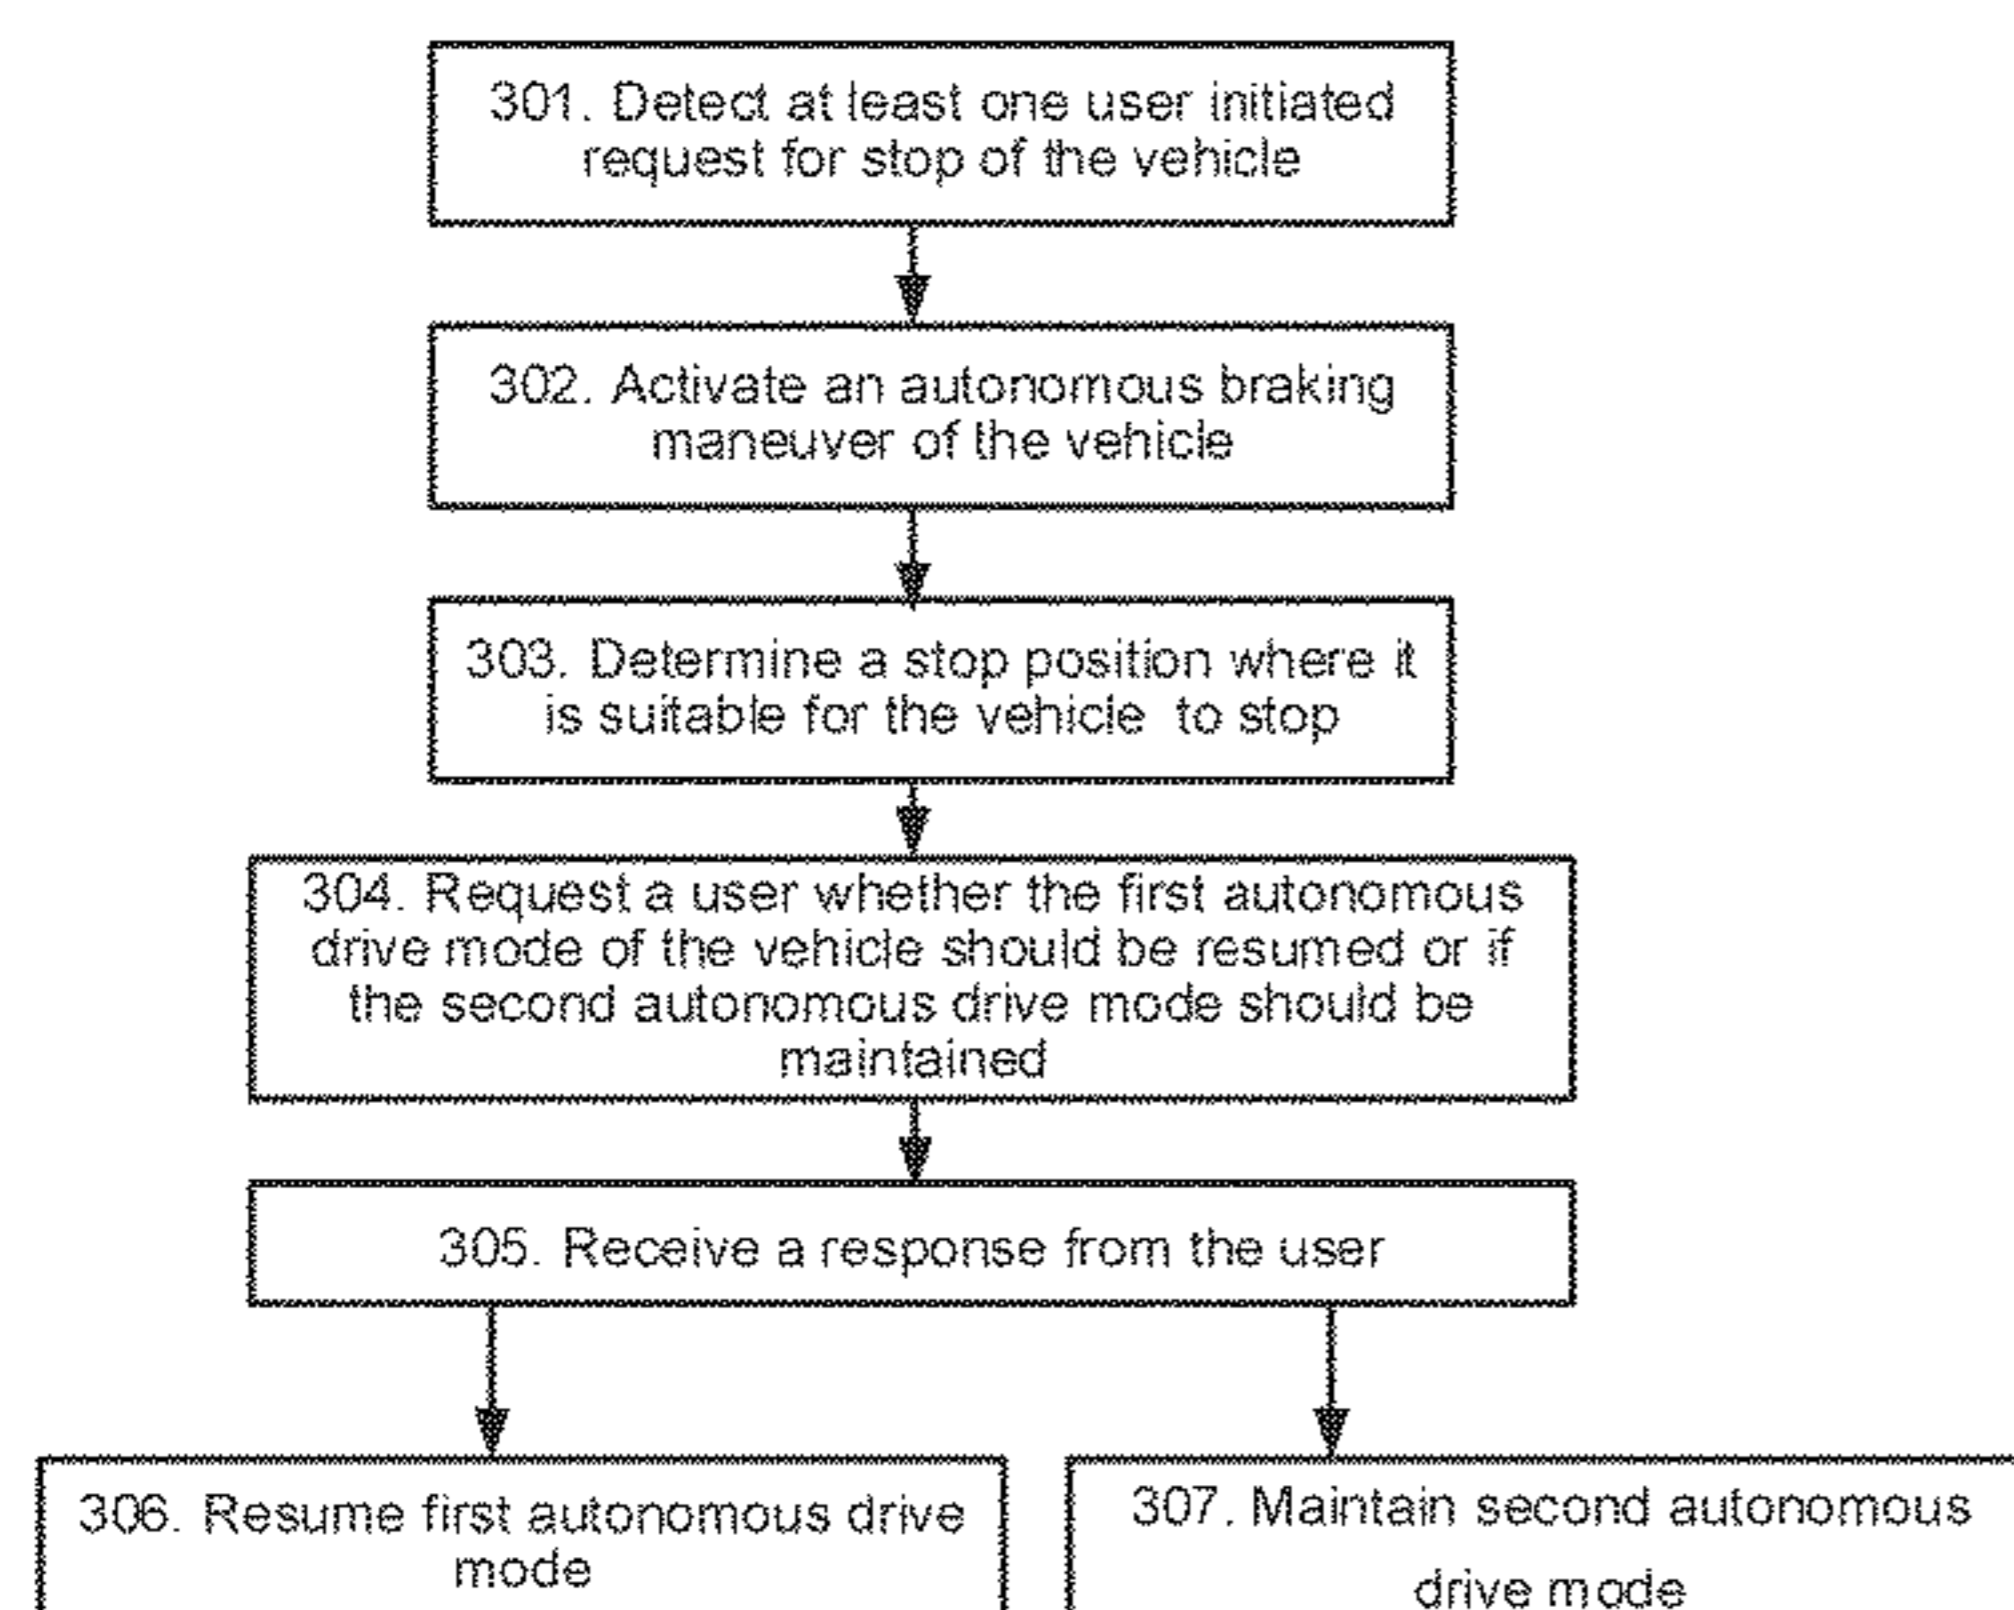 301. Detect at least one user initiated
request for stop of the vehicle
302. Activate an autonomous braking
maneuver of the vehicle
303. Determine a stop position where it
is suitable for the vehicle to stop
304. Request a user whether the first autonomous
drive mode of the vehicle should be resumed or if
the second autonomous drive mode should be
maintained
305. Receive a response from the user
306. Resume first autonomous drive
mode
307. Maintain second autonomous
drive mode